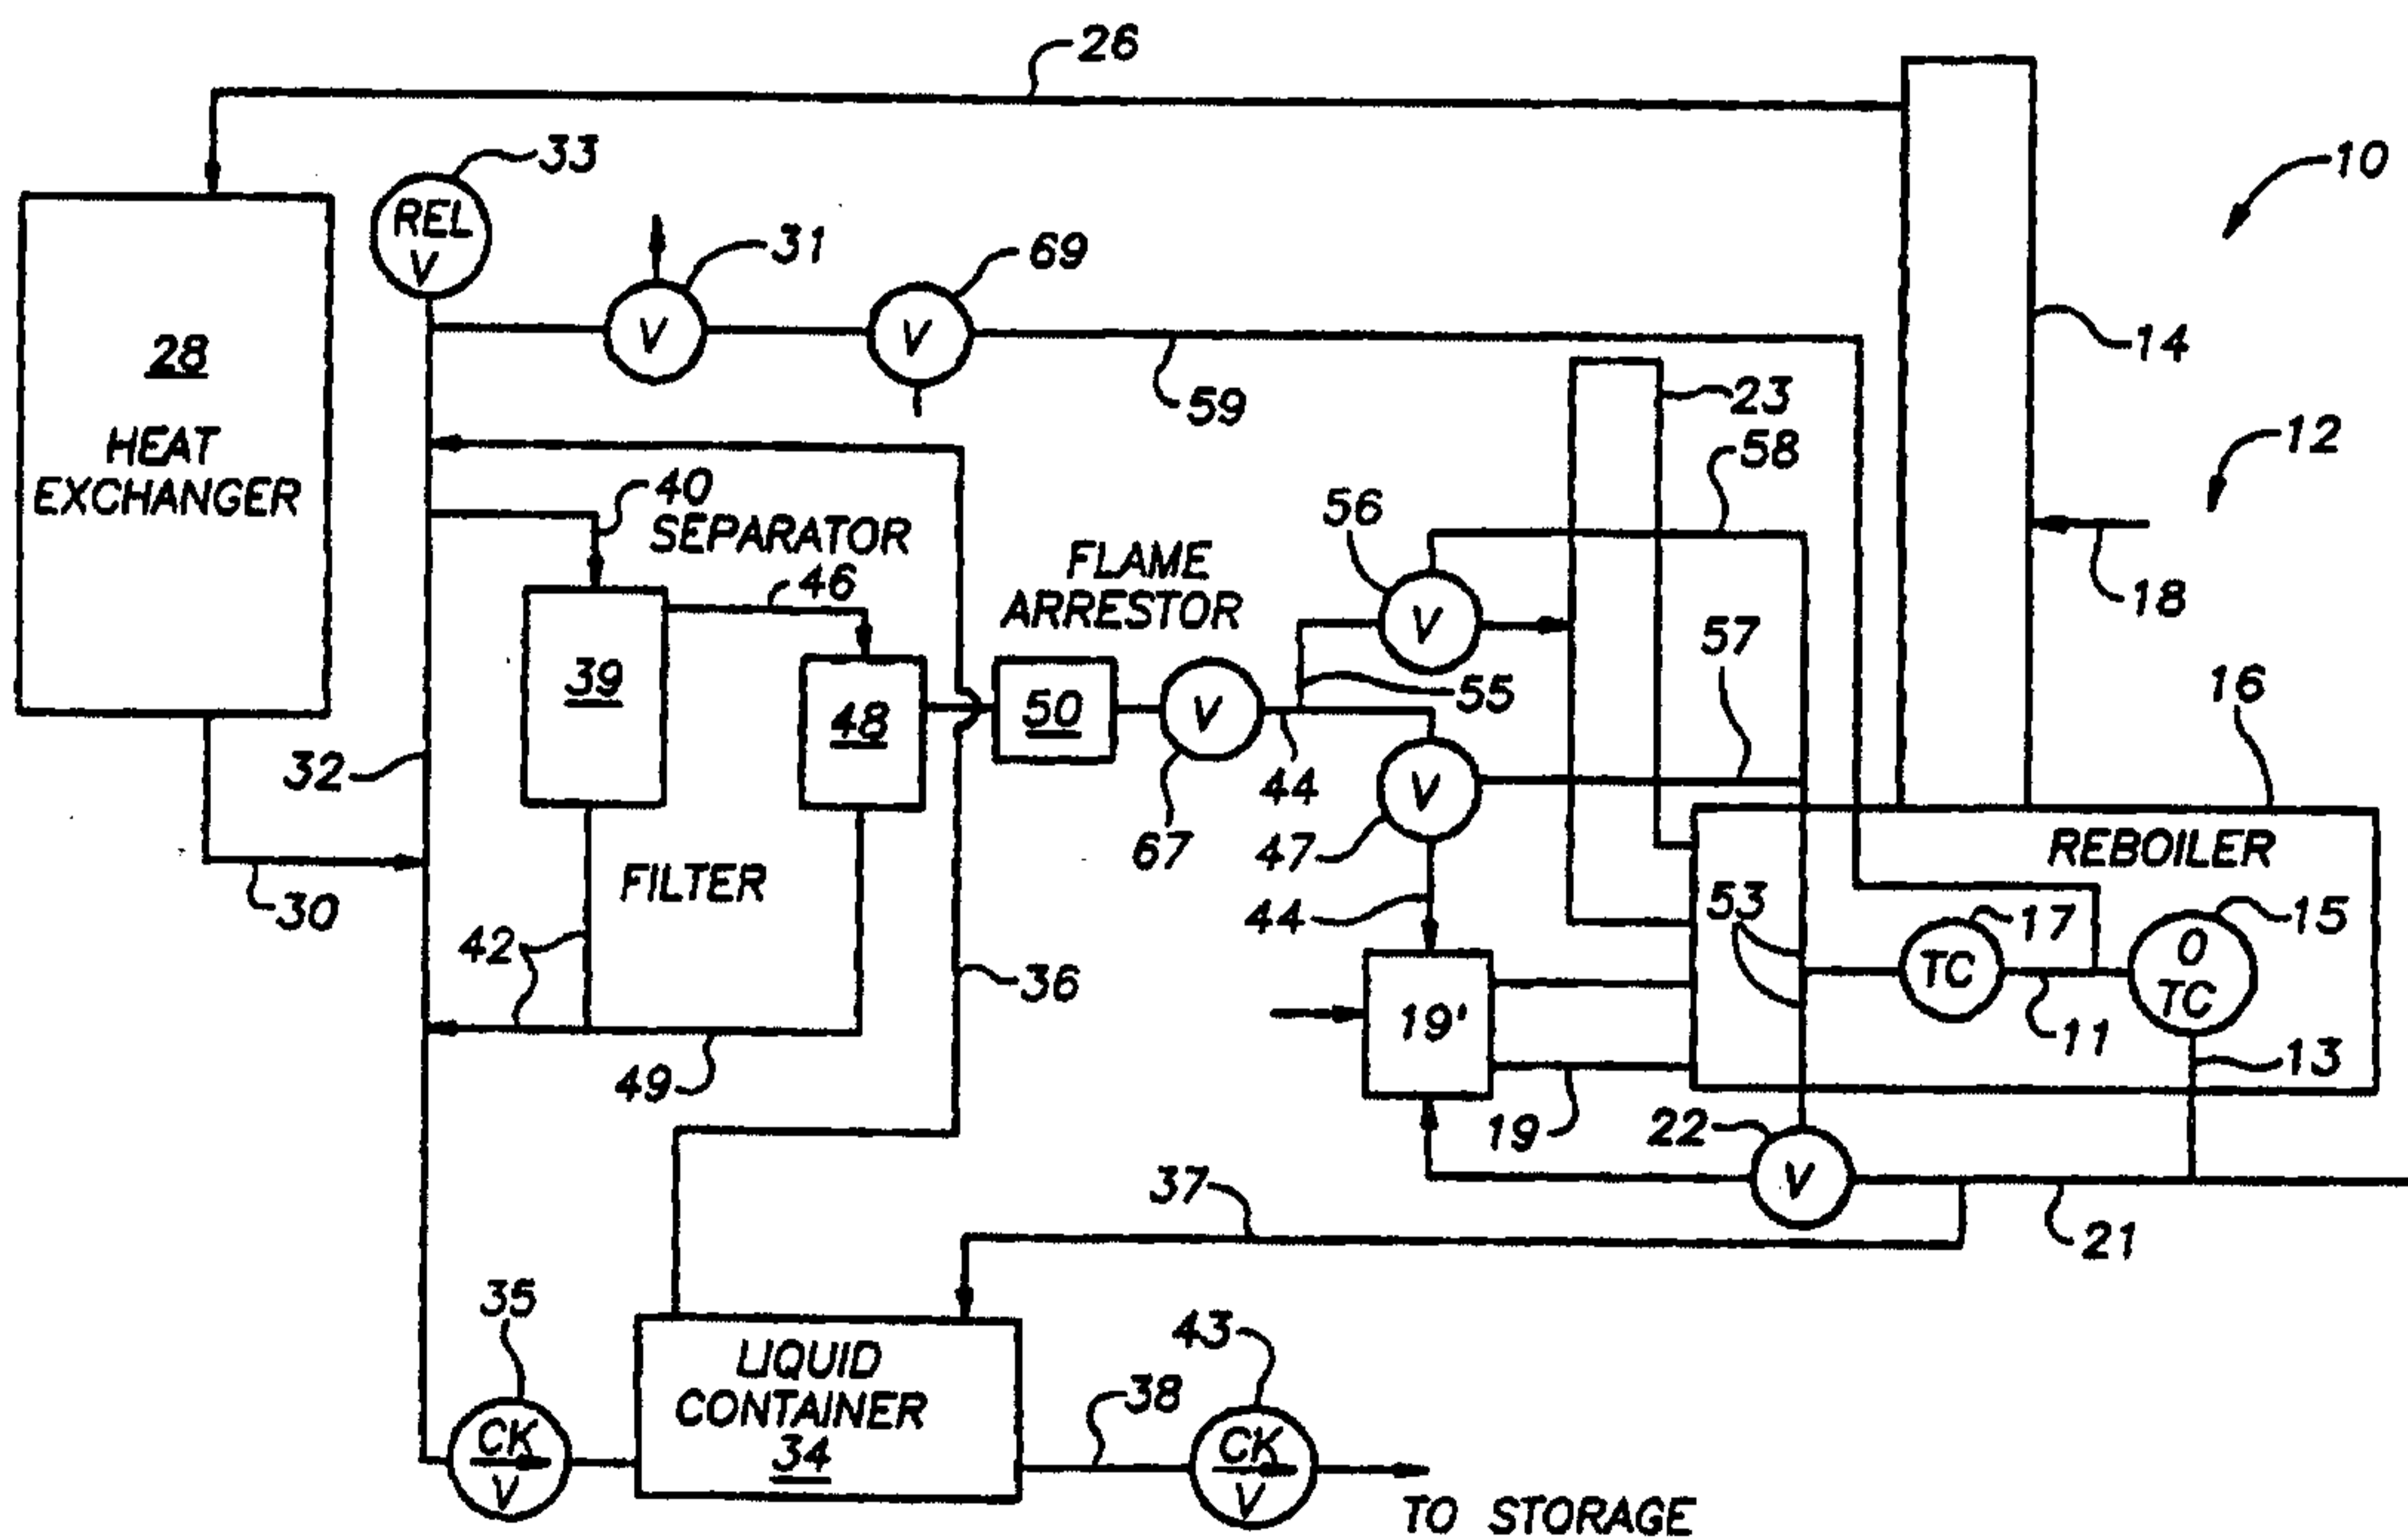 26
33
10
REL
V
31
69
V
V
14
28
59
23
12
HEAT
EXCHANGER
58
40
SEPARATOR
56
FLAME
ARRESTOR
46
18
V
57
39
48
50
V
55
16
32
44
V
67
47
REBOILER
FILTER
30
53
17
15
42
44
O
TC
TC
36
19'
11
13
49
19
22
V
37
21
35
43
LIQUID
CONTAINER
34
38
CK
V
CK
V
TO STORAGE